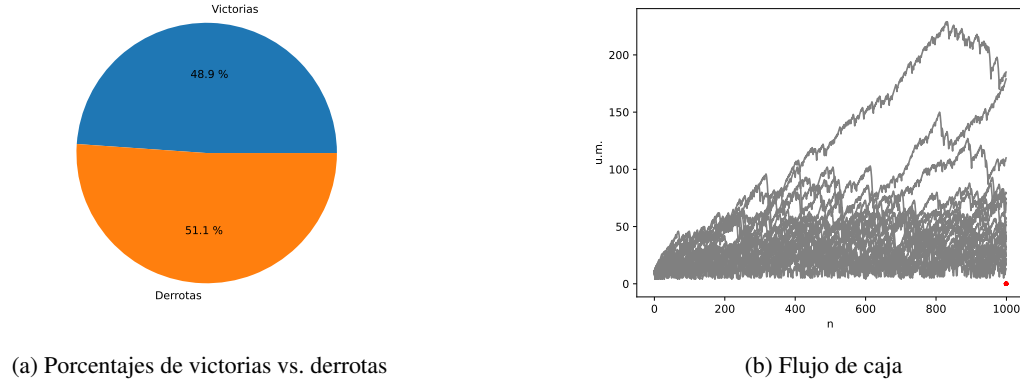 Victorias
48.9 %
51.1 %
Derrotas
(a) Porcentajes de victorias vs. derrotas
200
150
100
50
0
u.m.
0
200
400
600
800
1000
n
(b) Flujo de caja